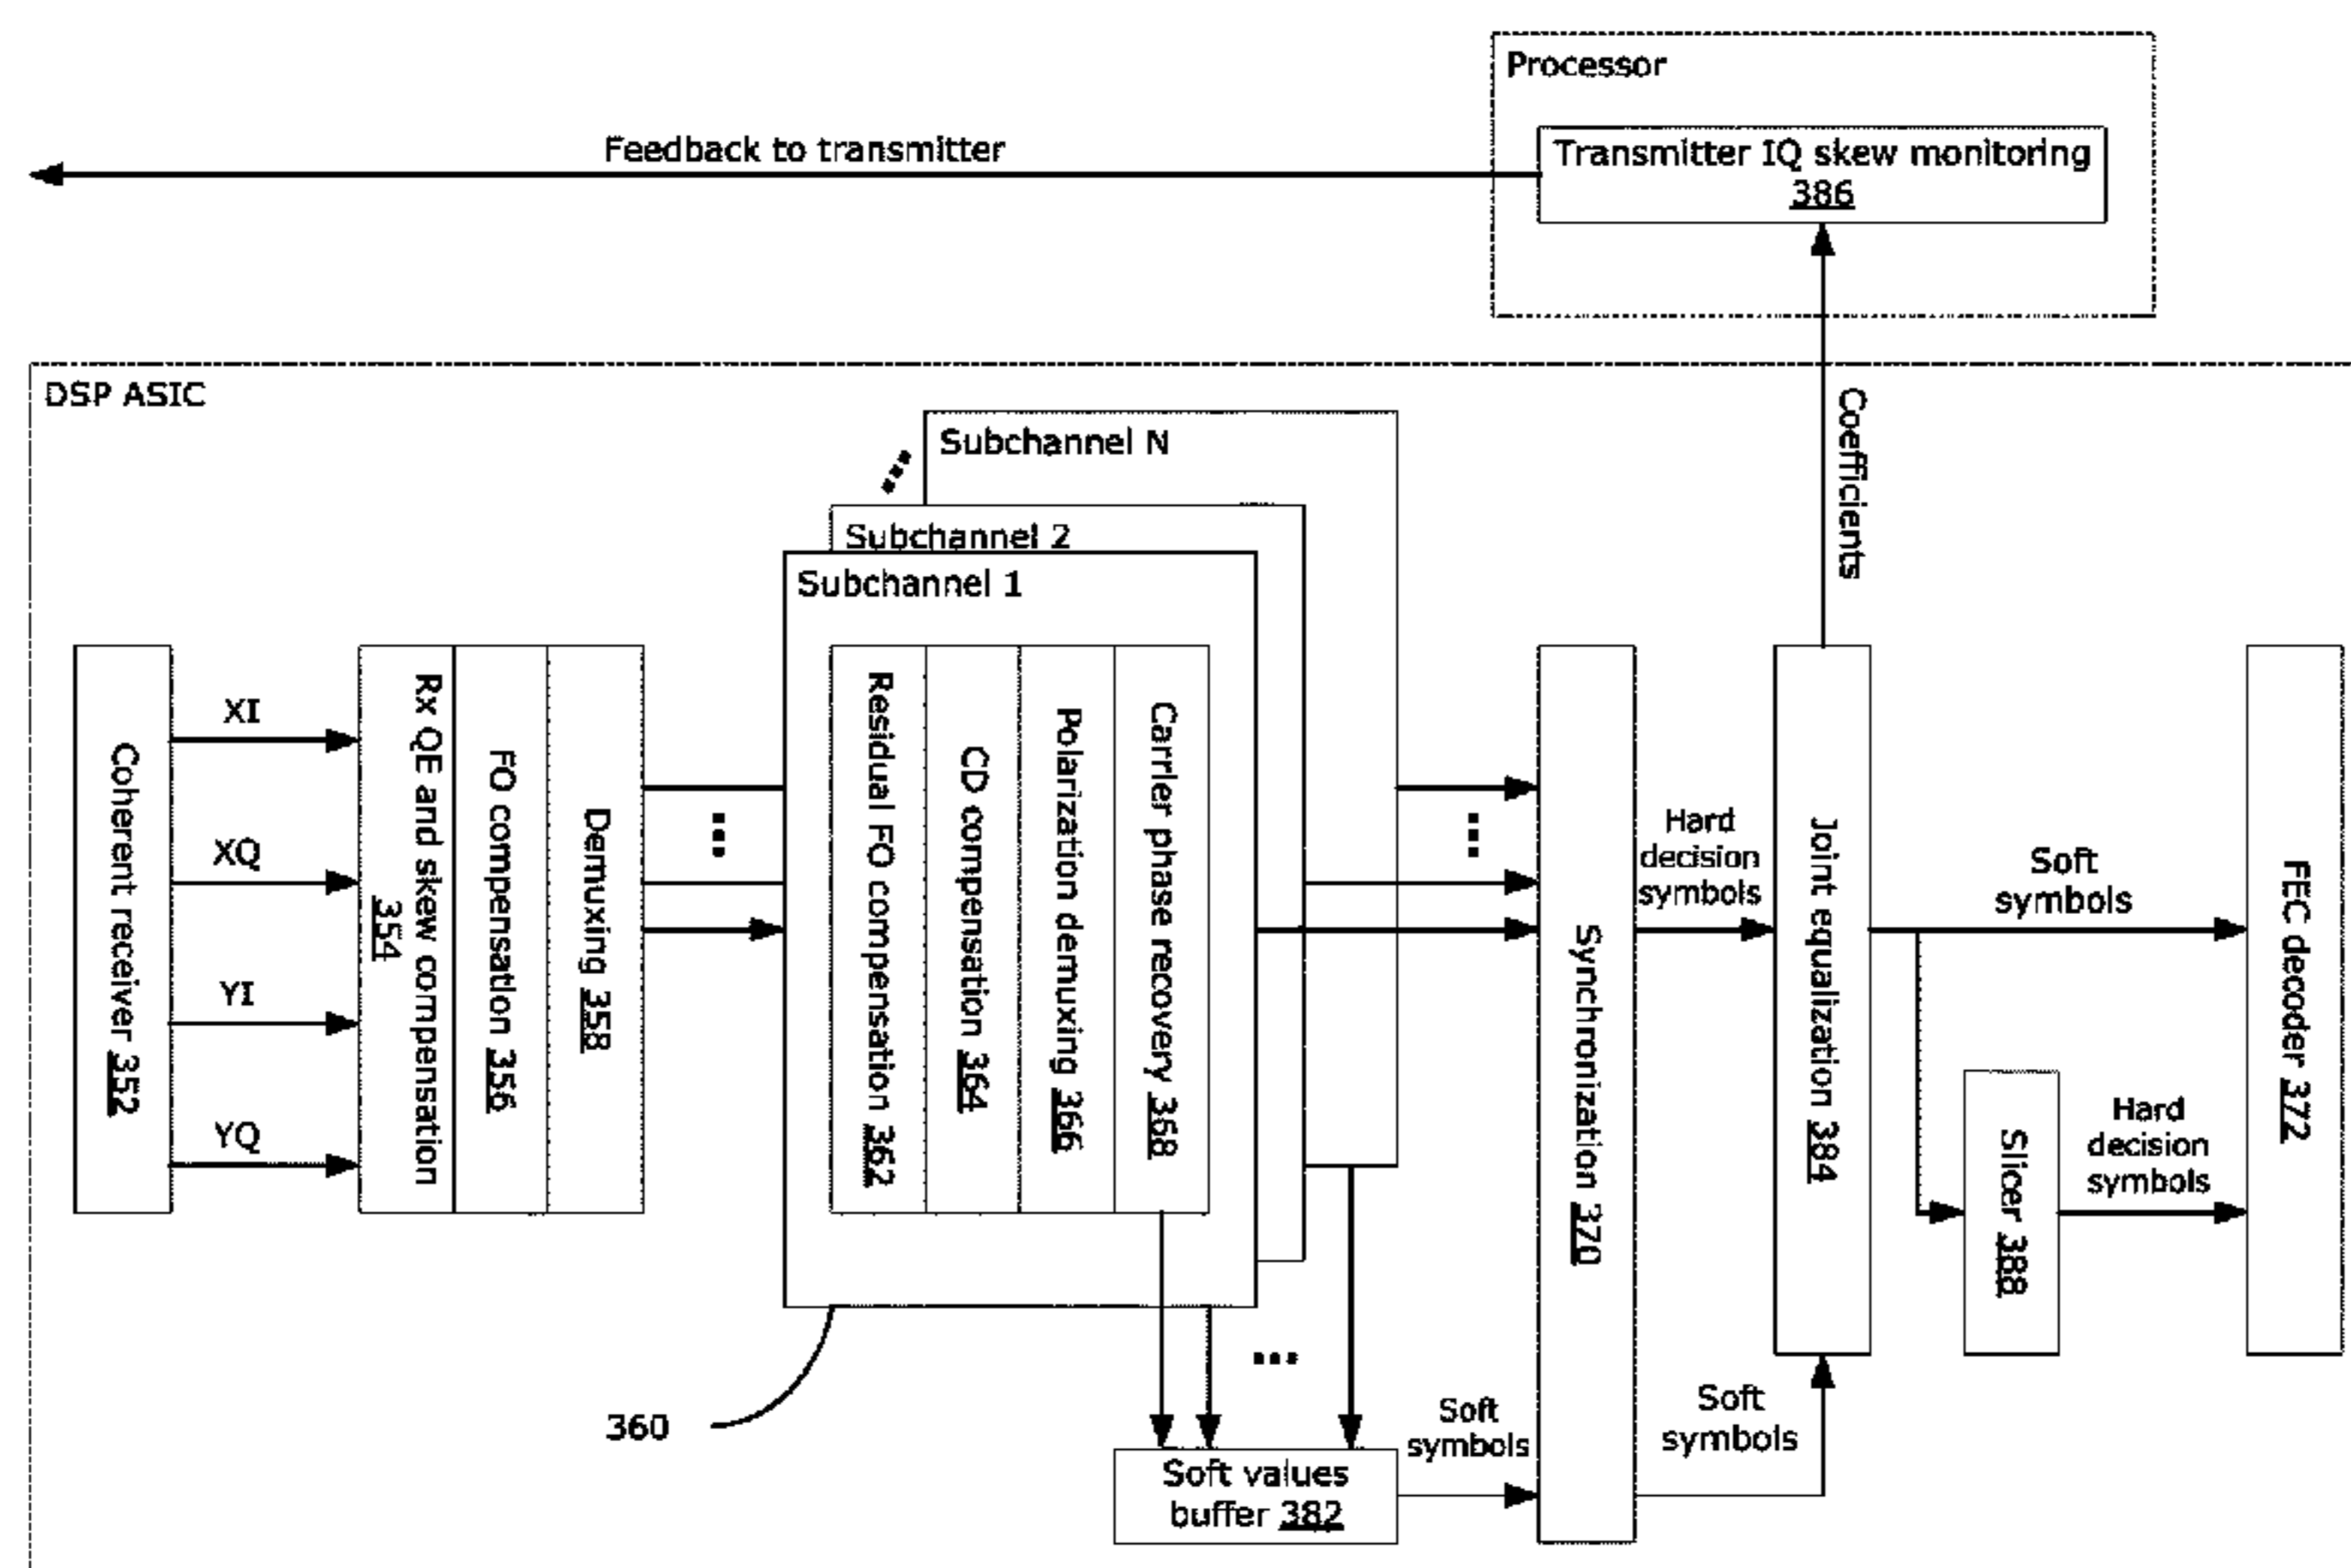 Processor
Feedback to transmitter
Transmitter IQ skew monitoring
386
DSP ASIC
Coefficients
Subchannel N
Subchannel 2
Subchannel 1
Coherent receiver 352
XI
XQ
YI
YQ
Rx QE and skew compensation
354
FO compensation 356
Demuxing 358
Residual FO compensation 362
CD compensation 364
Polarization demuxing 366
Carrier phase recovery 368
360
Soft values
buffer 382
Soft
symbols
Synchronization 370
Hard
decision
symbols
Soft
symbols
Joint equalization 384
Soft
symbols
Slicer 388
Hard
decision
symbols
FEC decoder 372